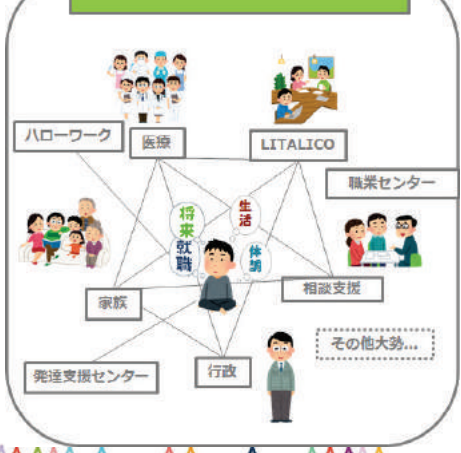 ハローワーク
医療
LITALICO
職業センター
将来
就職
生活
体調
家族
相談支援
発達支援センター
行政
その他大勢...